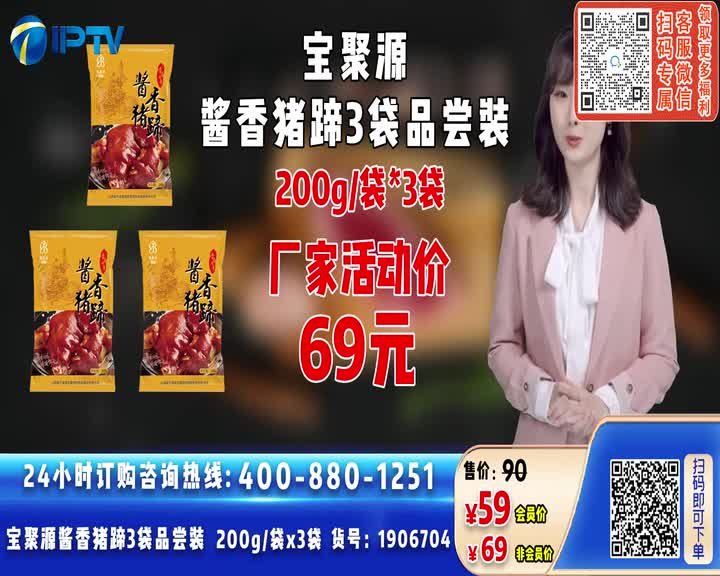 IPTV
宝聚源
酱香猪蹄3袋品尝装
200g/袋*3袋
厂家活动价
69元
领取更多福利
客服微信
扫码专属
酱香猪蹄
酱香猪蹄
酱香猪蹄
24小时订购咨询热线:400-880-1251
宝聚源酱香猪蹄3袋品尝装 200g/袋x3袋 货号：1906704
售价：90
¥59 会员价
¥69 非会员价
扫码即可下单